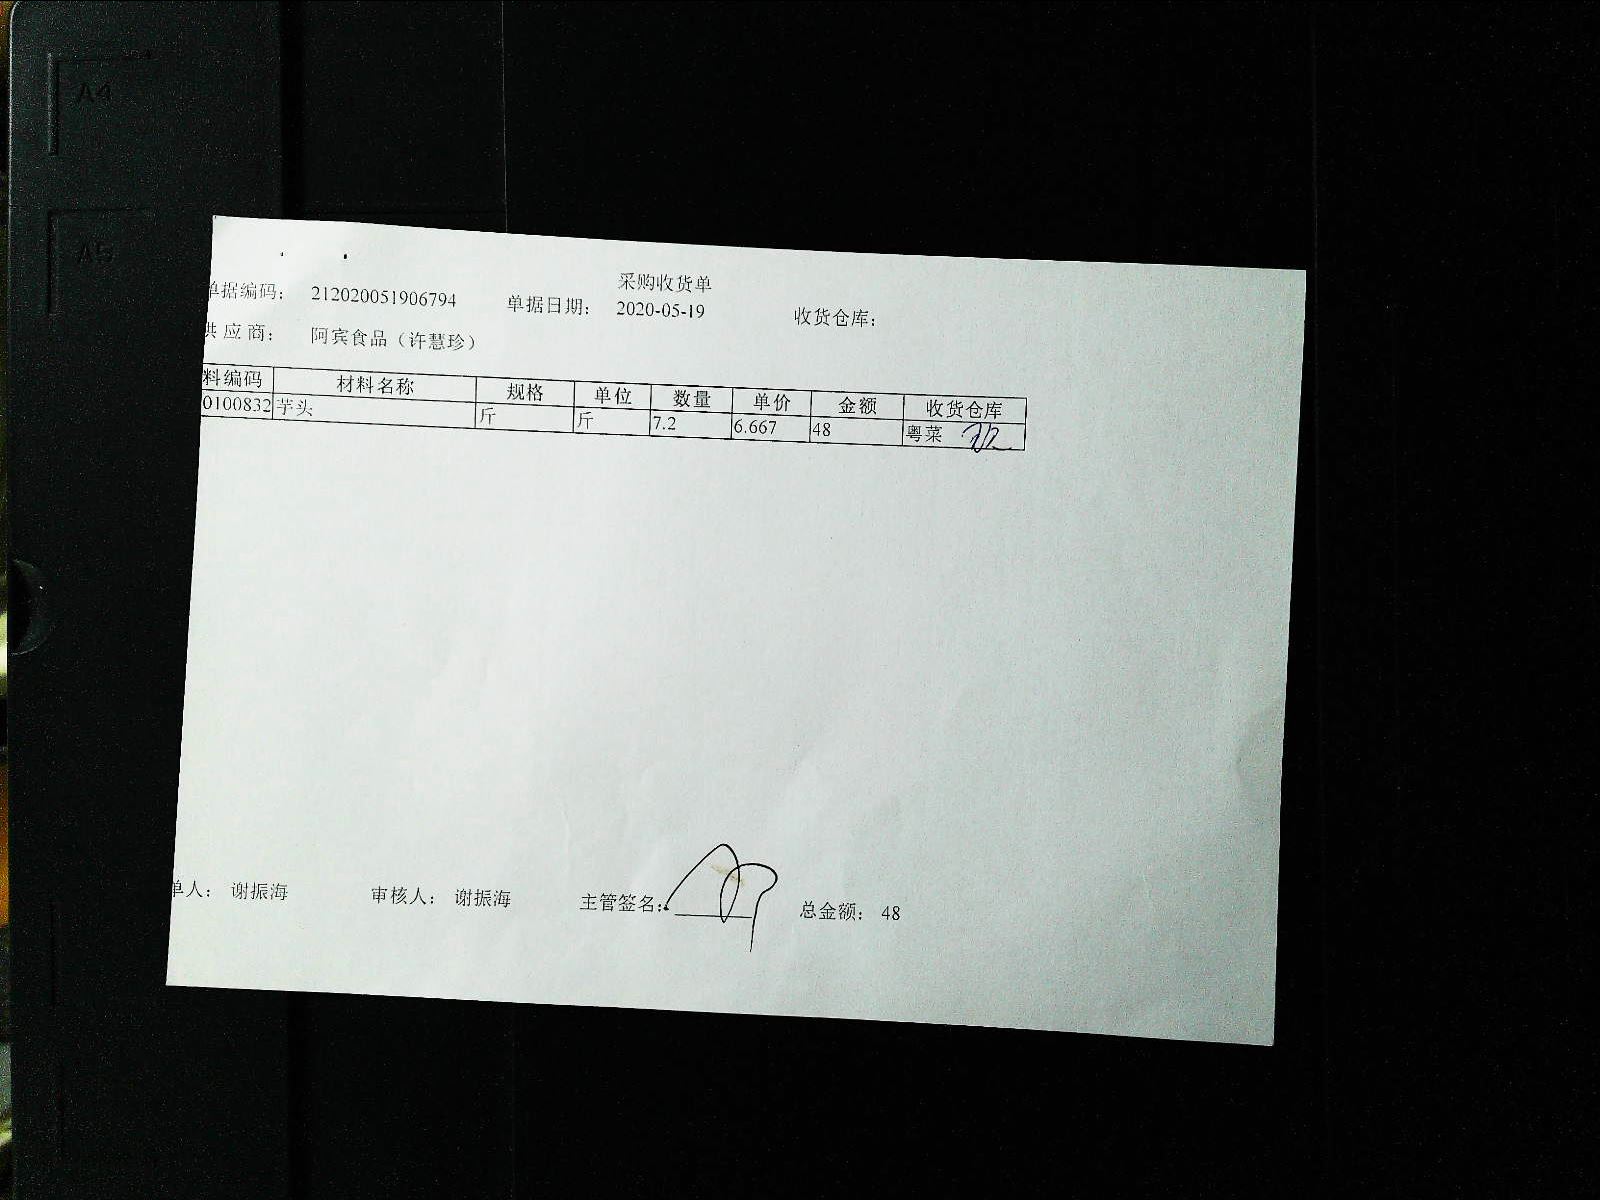 A4
A5
采购收货单
单据编码： 212020051906794 单据日期： 2020-05-19 收货仓库：
供应商： 阿宾食品（许慧珍）
料编码 材料名称 规格 单位 数量 单价 金额 收货仓库
0100832 芋头 斤 斤 7.2 6.667 48 粤菜
单人： 谢振海 审核人： 谢振海 主管签名： 总金额： 48